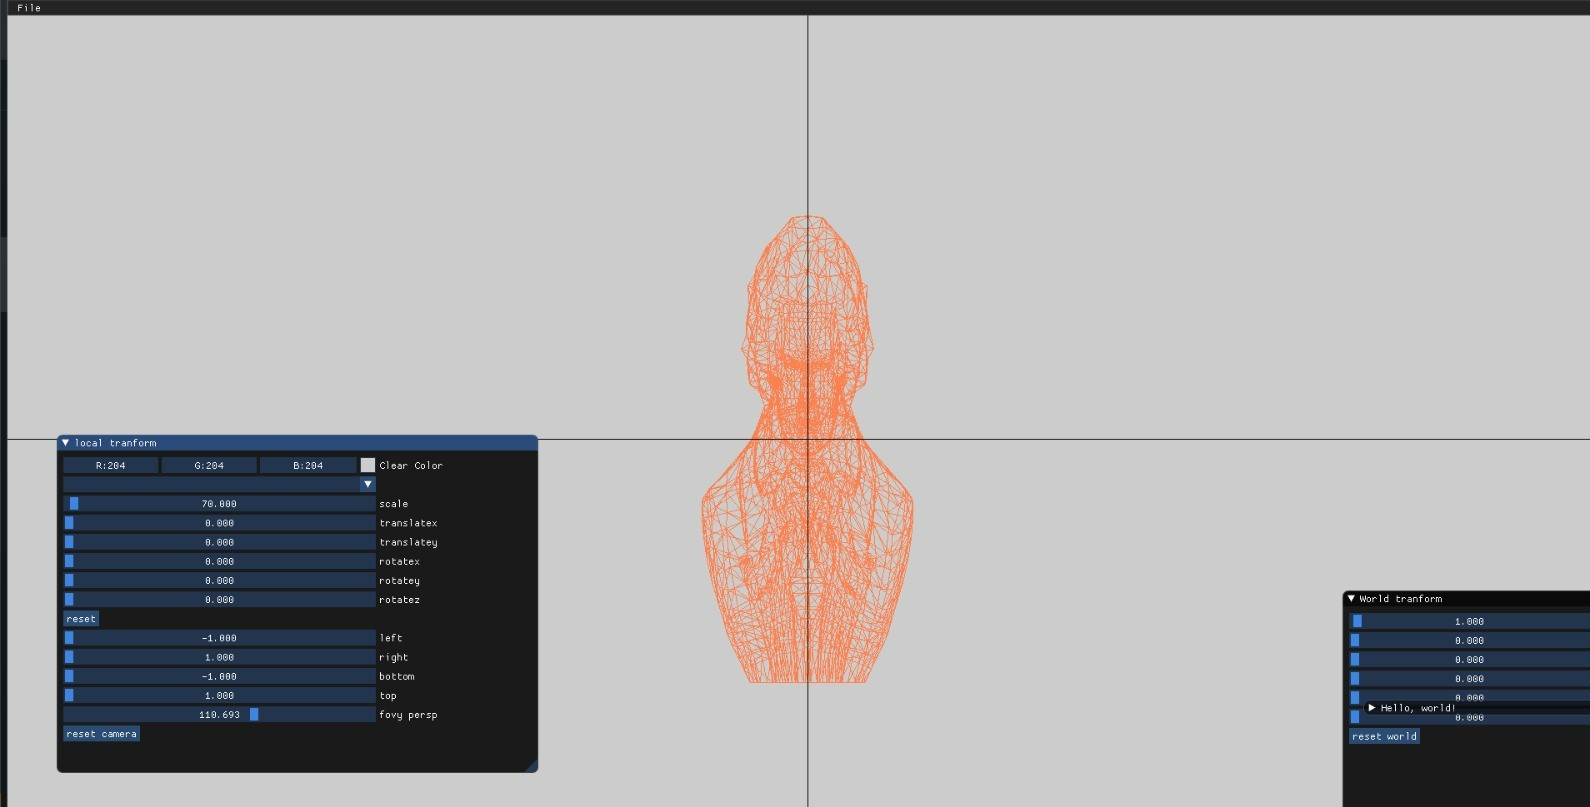 File
local tranform
R:204 G:204 B:204 Clear Color
70.000 scale
0.000 translatex
0.000 translatey
0.000 rotatex
0.000 rotatey
0.000 rotatez
reset
-1.000 left
1.000 right
-1.000 bottom
1.000 top
110.693 fovy persp
reset camera
World tranform
1.000
0.000
0.000
0.000
0.000
Hello, world!
0.000
reset world